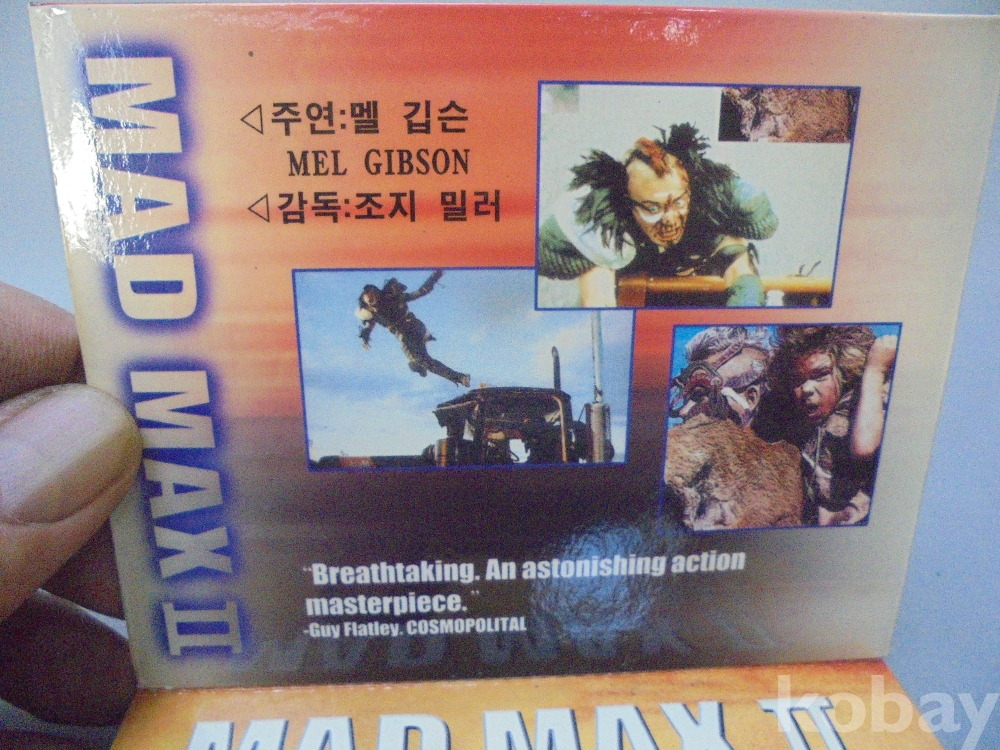 MAD MAX II
◁주연:멜 깁슨
MEL GIBSON
◁감독:조지 밀러
"Breathtaking. An astonishing action
masterpiece."
-Guy Flatley. COSMOPOLITAL
MAD MAX II
kobay